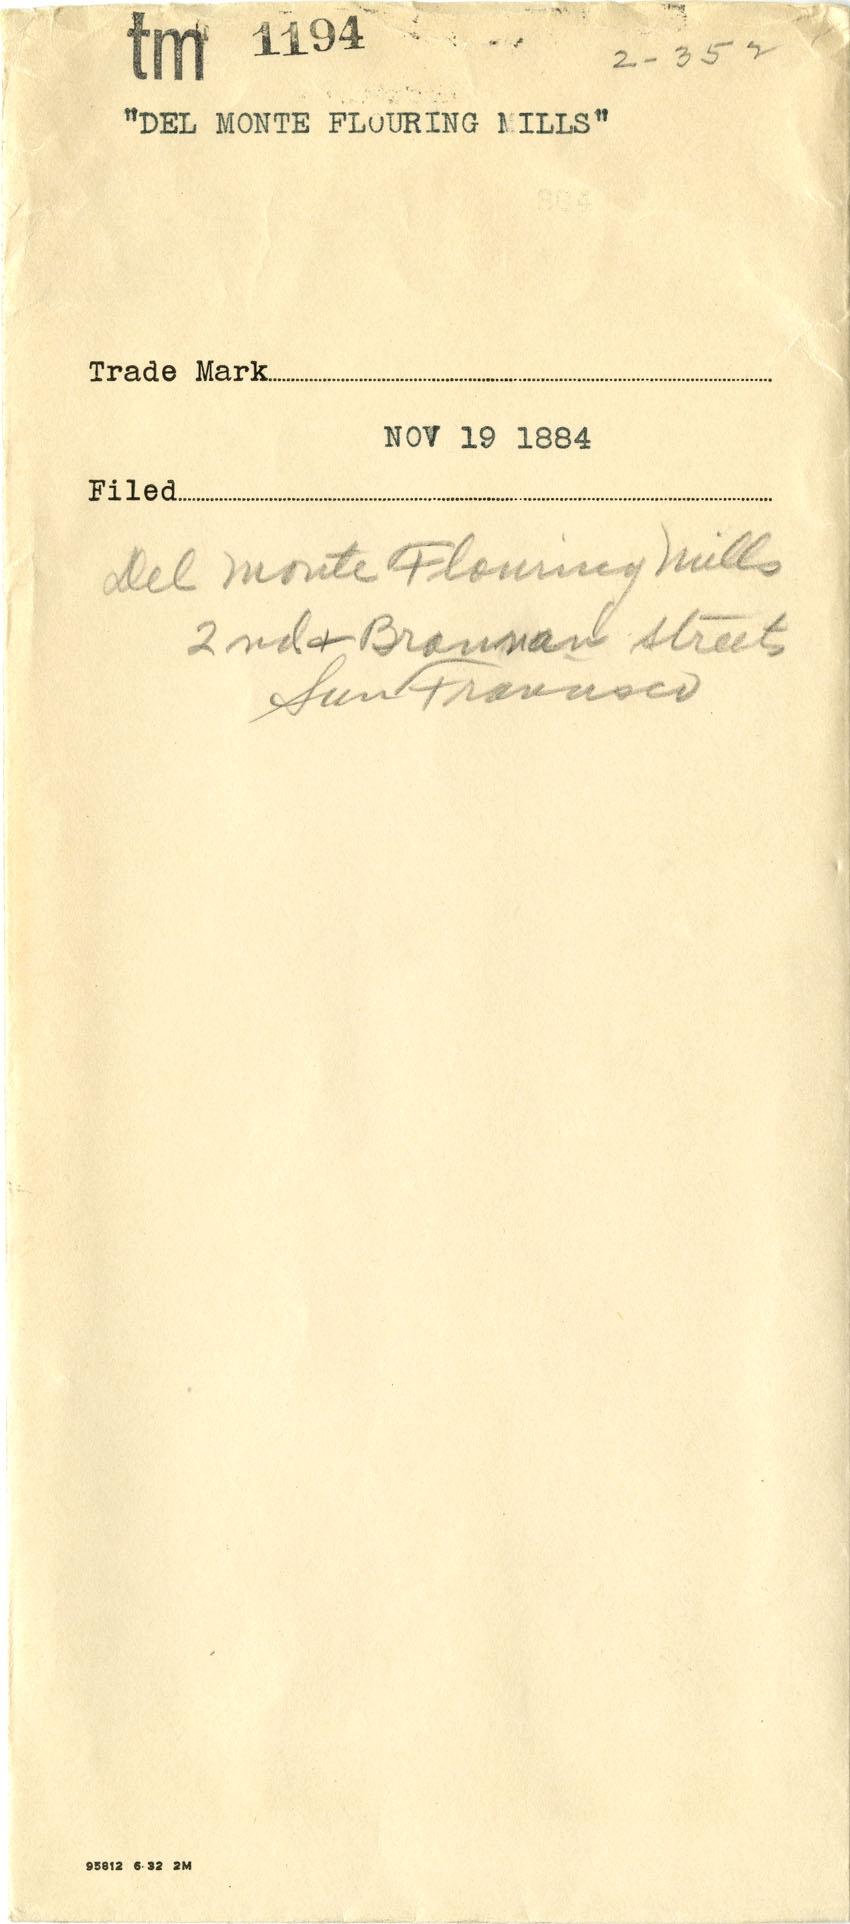 tm 1194
2-352
"DEL MONTE FLOURING MILLS"
Trade Mark
NOV 19 1884
Filed
Del Monte Flouring Mills
2nd & Brannan Streets
San Francisco
95812 6-32 2M